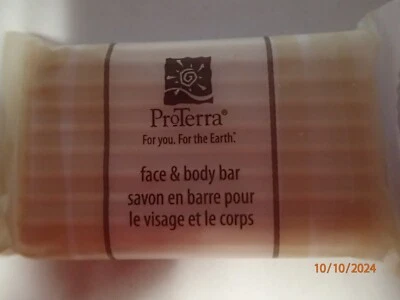 ProTerra®
For you. For the Earth.™
face & body bar
savon en barre pour
le visage et le corps
10/10/2024